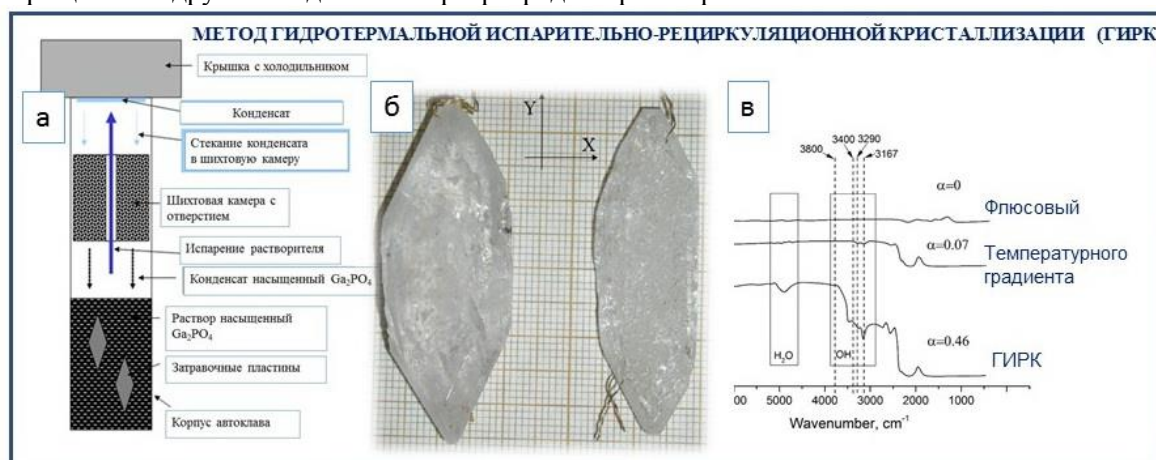 МЕТОД ГИДРОТЕРМАЛЬНОЙ ИСПАРИТЕЛЬНО-РЕЦИРКУЛЯЦИОННОЙ КРИСТАЛЛИЗАЦИИ (ГИРК
а
Крышка с холодильником
Конденсат
Стекание конденсата
в шихтовую камеру
Шихтовая камера с
отверстием
Испарение растворителя
Конденсат насыщенный Ga₂PO₄
Раствор насыщенный
Ga₂PO₄
Затравочные пластины
Корпус автоклава
б
Y
X
в
3800
3400
3290
3167
α=0
Флюсовый
α=0.07
Температурного
градиента
α=0.46
ГИРК
H₂O
OH
00 5000 4000 3000 2000 1000
Wavenumber, cm⁻¹